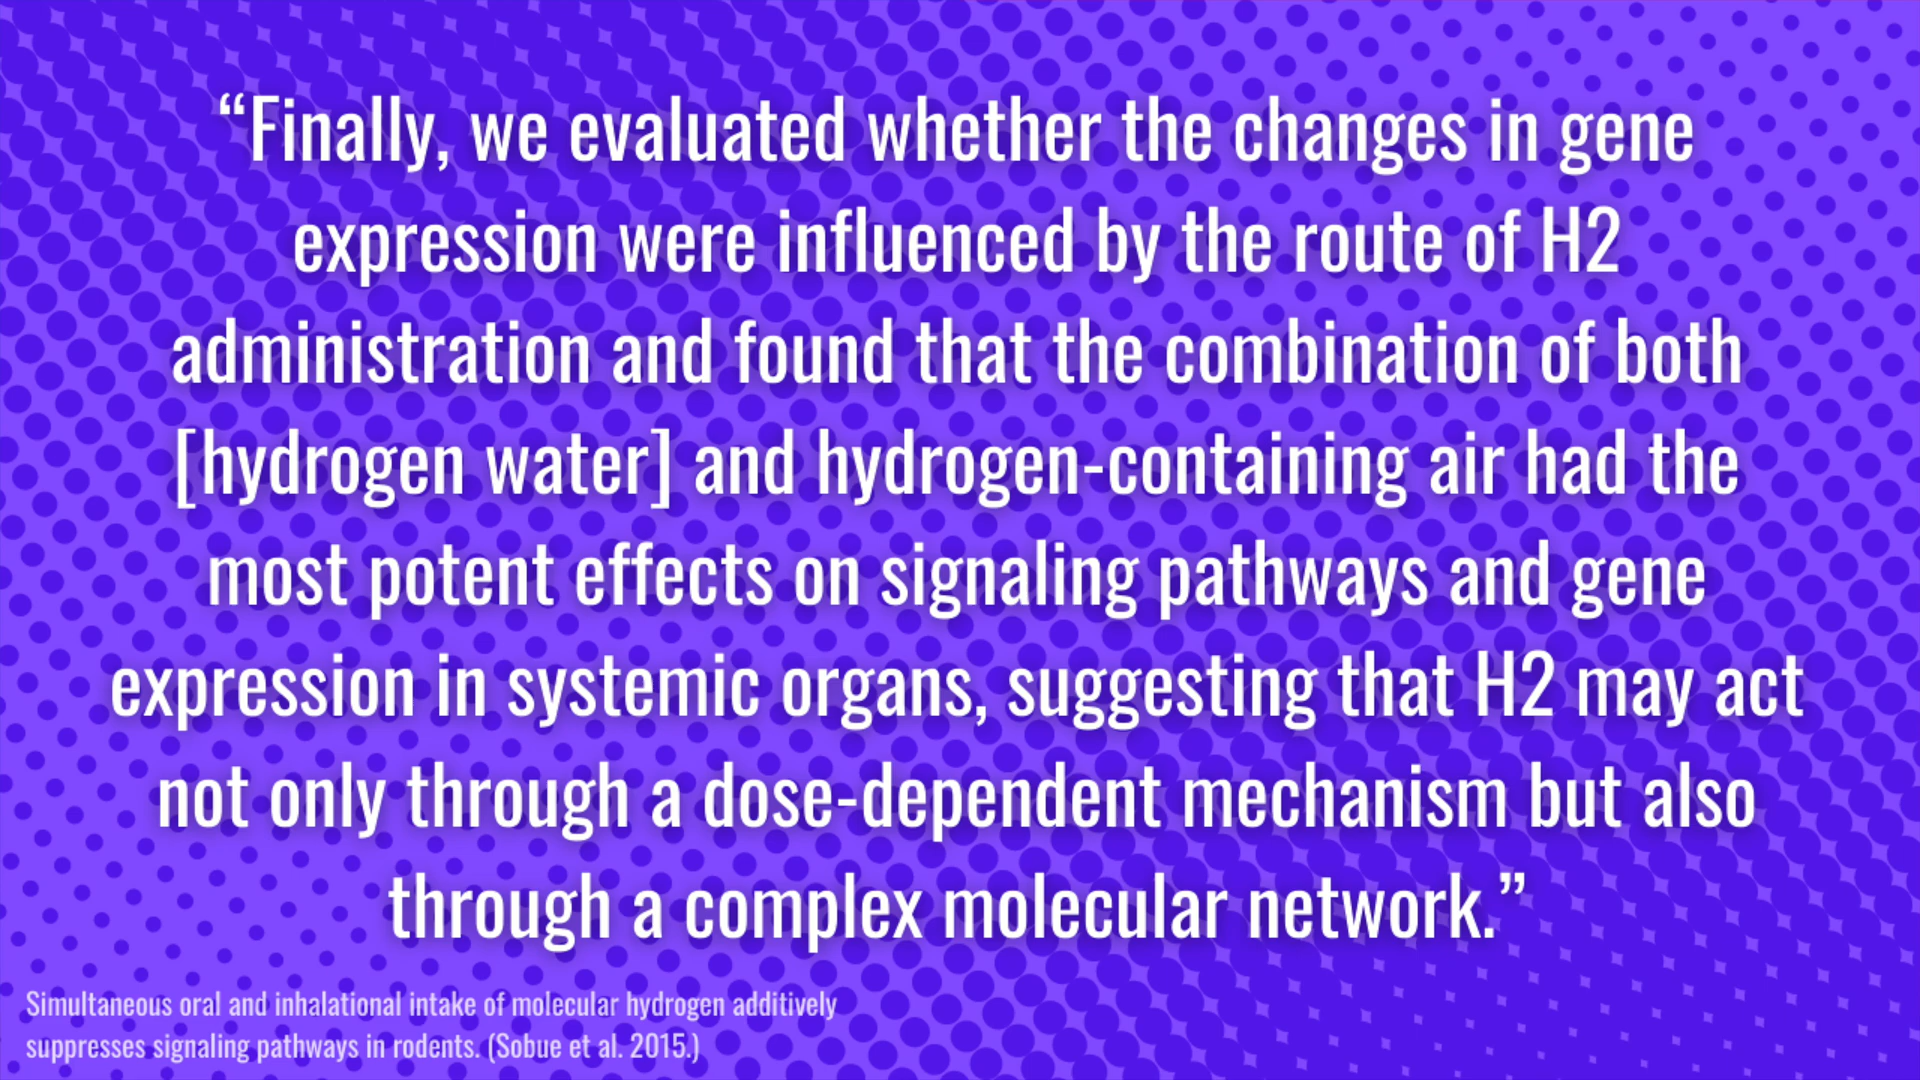 “Finally, we evaluated whether the changes in gene
expression were influenced by the route of H2
administration and found that the combination of both
[hydrogen water] and hydrogen-containing air had the
most potent effects on signaling pathways and gene
expression in systemic organs, suggesting that H2 may act
not only through a dose-dependent mechanism but also
through a complex molecular network.”
Simultaneous oral and inhalational intake of molecular hydrogen additively
suppresses signaling pathways in rodents. (Sobue et al. 2015.)